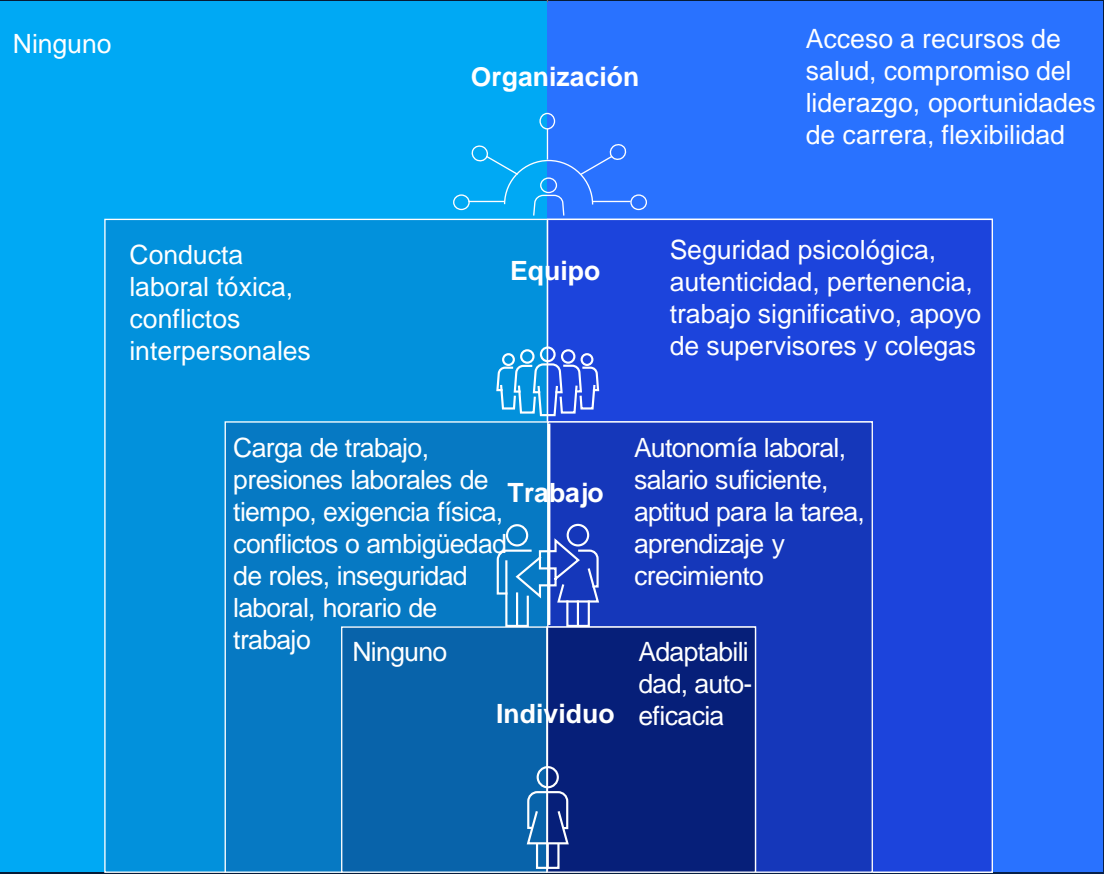 Ninguno
Organización
Acceso a recursos de
salud, compromiso del
liderazgo, oportunidades
de carrera, flexibilidad
Conducta
laboral tóxica,
conflictos
interpersonales
Equipo
Seguridad psicológica,
autenticidad, pertenencia,
trabajo significativo, apoyo
de supervisores y colegas
Carga de trabajo,
presiones laborales de
tiempo, exigencia física,
conflictos o ambigüedad
de roles, inseguridad
laboral, horario de
trabajo
Trabajo
Autonomía laboral,
salario suficiente,
aptitud para la tarea,
aprendizaje y
crecimiento
Ninguno
Individuo
Adaptabili
dad, auto-
eficacia